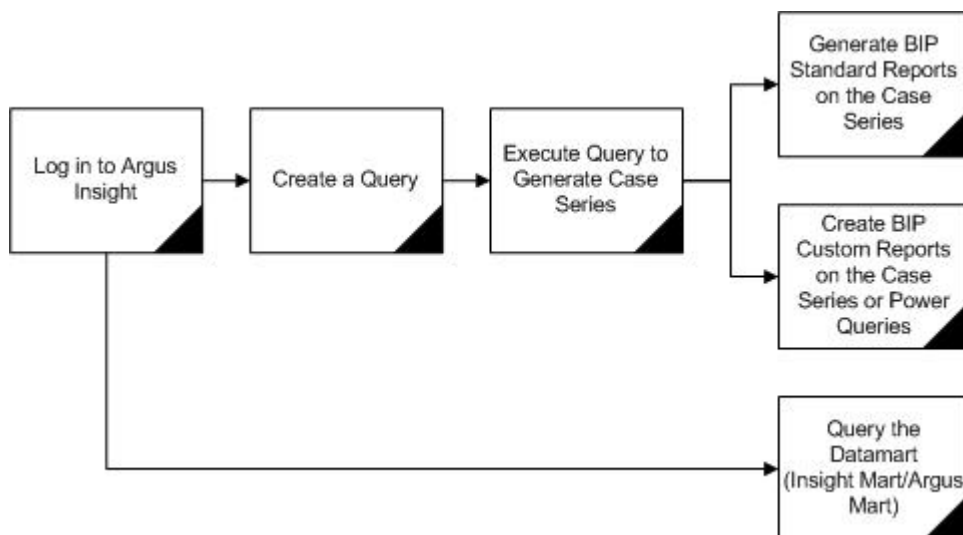 Log in to Argus
Insight
Create a Query
Execute Query to
Generate Case
Series
Generate BIP
Standard Reports
on the Case
Series
Create BIP
Custom Reports
on the Case
Series or Power
Queries
Query the
Datamart
(Insight Mart/Argus
Mart)